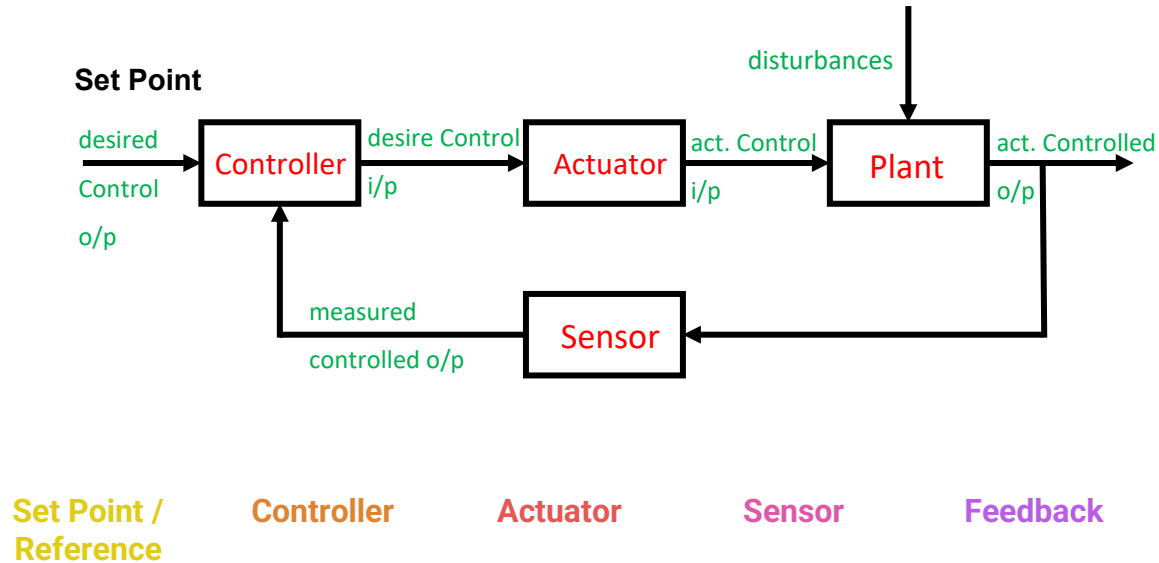 disturbances
Set Point
desired
Control
o/p
Controller
desire Control
i/p
Actuator
act. Control
i/p
Plant
act. Controlled
o/p
measured
controlled o/p
Sensor
Set Point /
Reference
Controller
Actuator
Sensor
Feedback